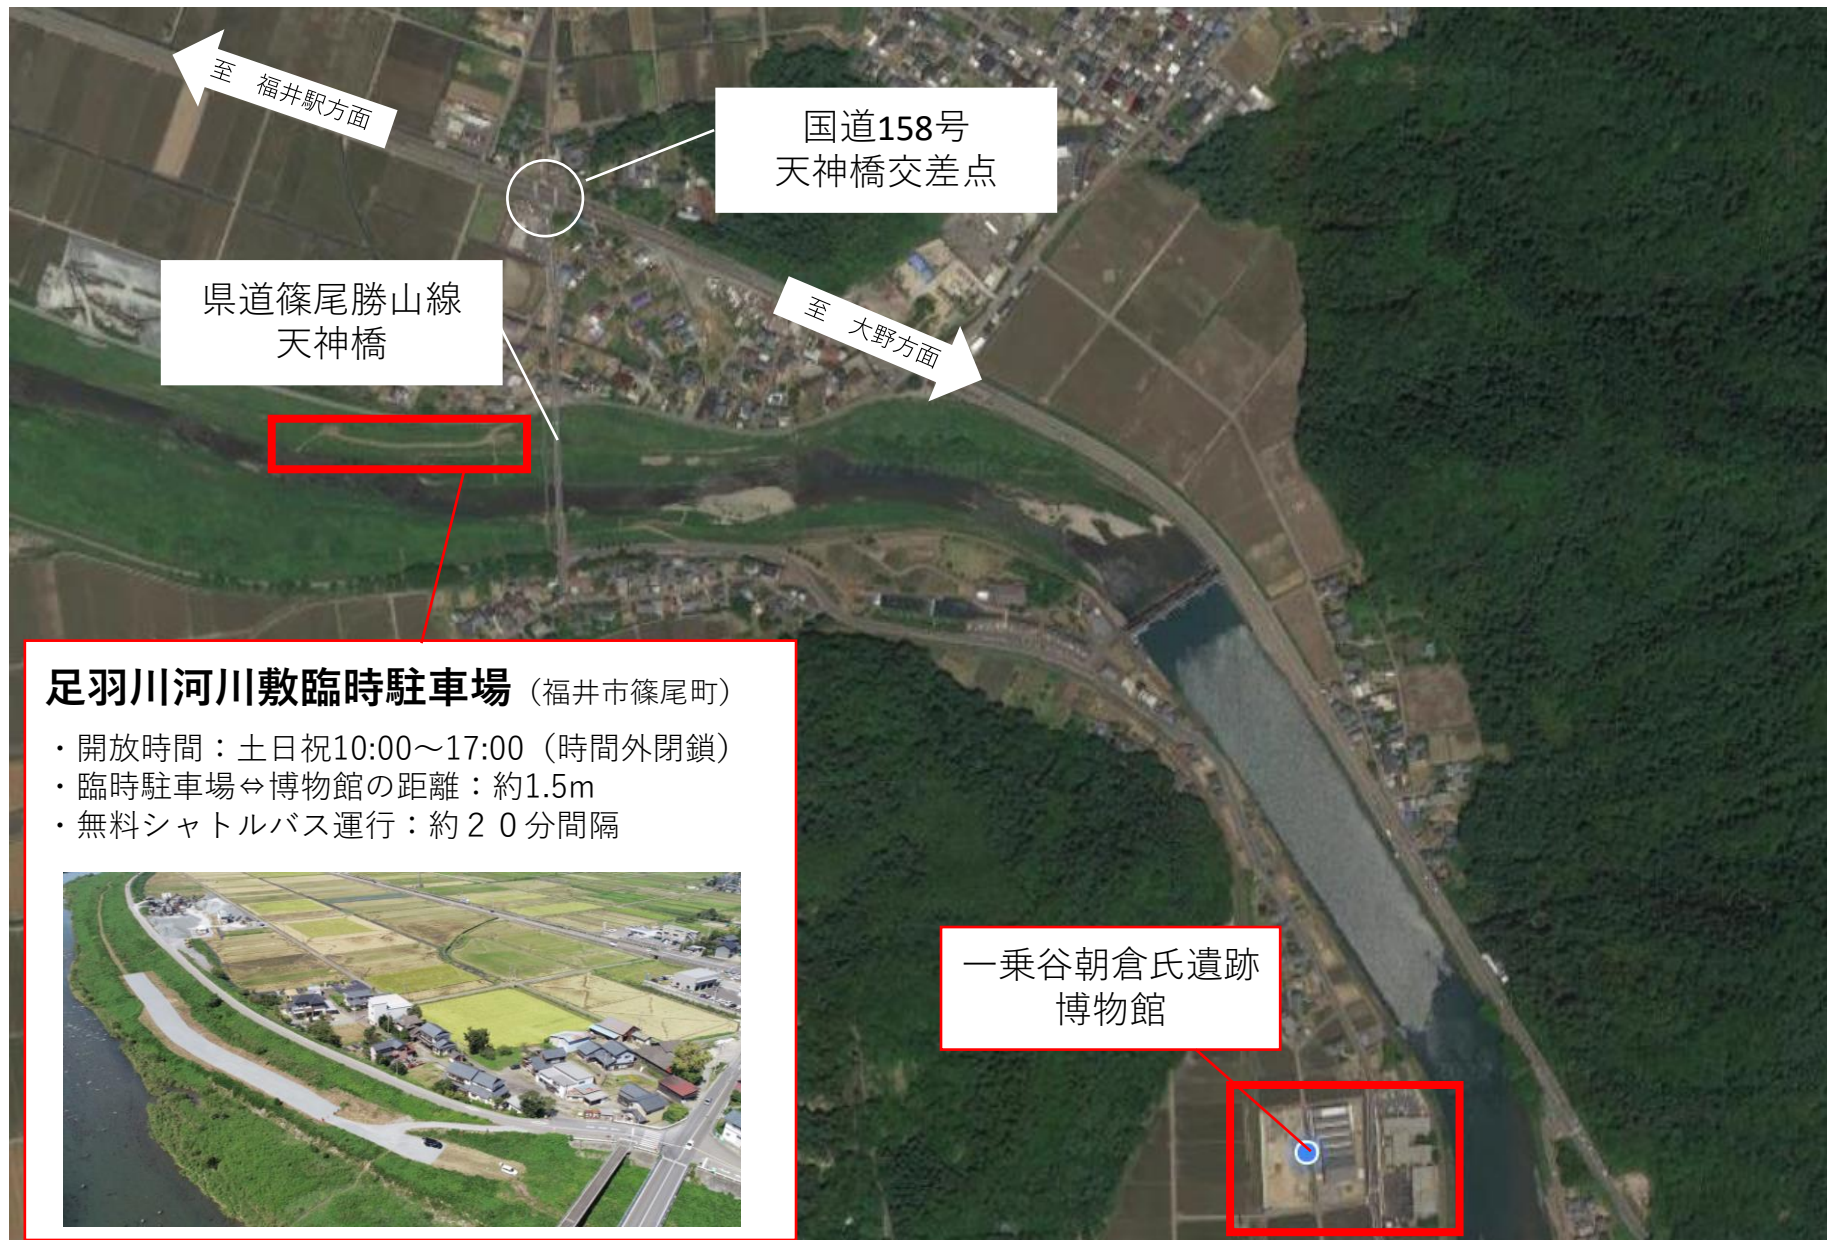 至　福井駅方面
国道158号
天神橋交差点
県道篠尾勝山線
天神橋
至　大野方面
足羽川河川敷臨時駐車場（福井市篠尾町）
・開放時間：土日祝10:00～17:00（時間外閉鎖）
・臨時駐車場⇔博物館の距離：約1.5m
・無料シャトルバス運行：約２０分間隔
一乗谷朝倉氏遺跡
博物館